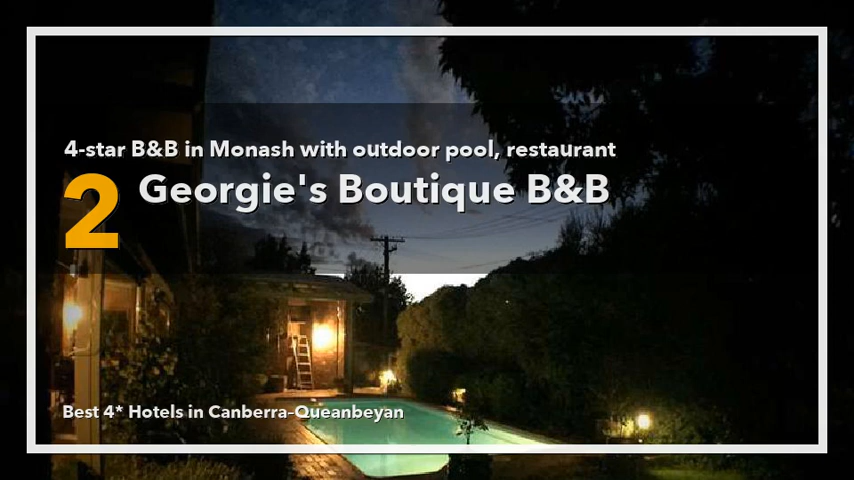 4-star B&B in Monash with outdoor pool, restaurant
2 Georgie's Boutique B&B
Best 4* Hotels in Canberra-Queanbeyan